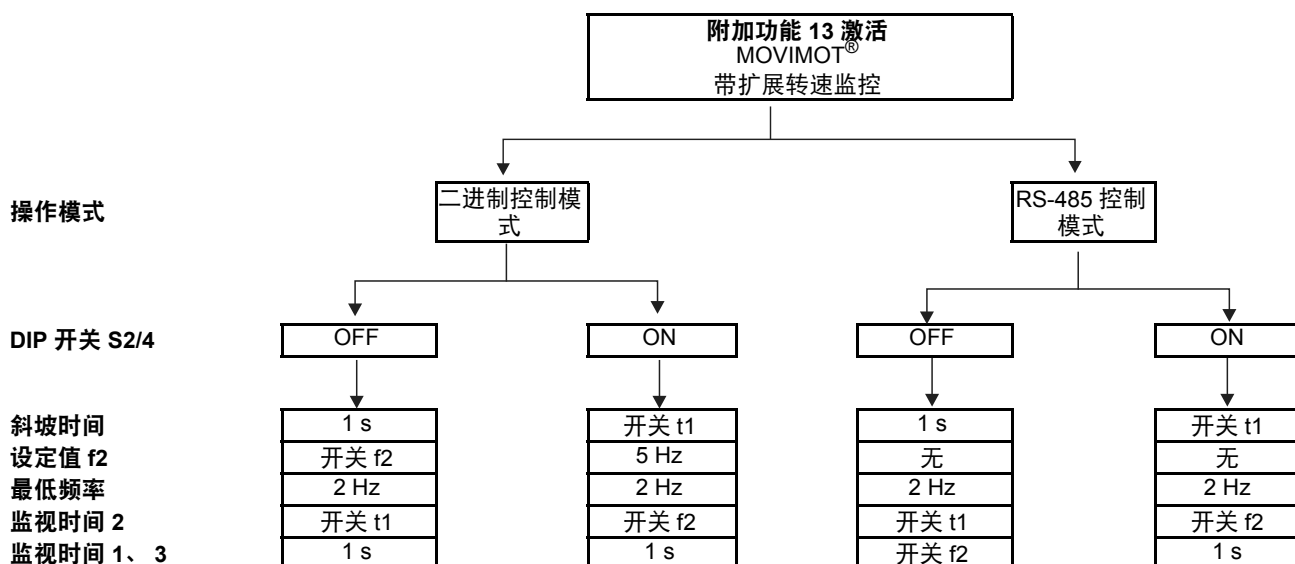 附加功能 13 激活
MOVIMOT®
带扩展转速监控
操作模式
二进制控制模
式
RS-485 控制
模式
DIP 开关 S2/4
OFF
ON
OFF
ON
斜坡时间
1 s
开关 t1
1 s
开关 t1
设定值 f2
开关 f2
5 Hz
无
无
最低频率
2 Hz
2 Hz
2 Hz
2 Hz
监视时间 2
开关 t1
开关 f2
开关 t1
开关 f2
监视时间 1、 3
1 s
1 s
开关 f2
1 s